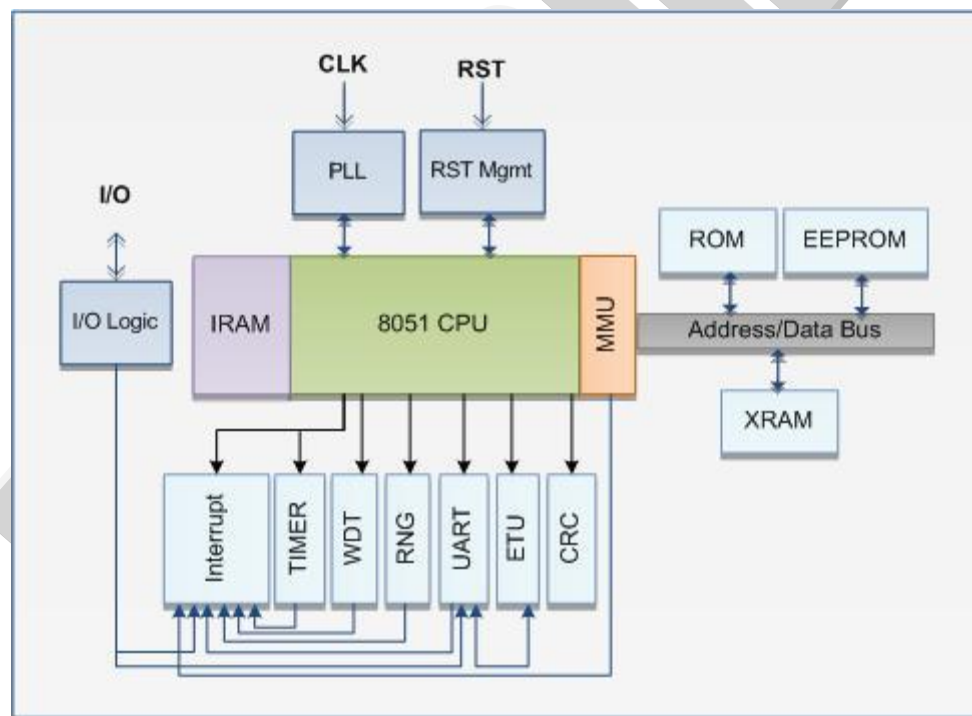 CLK
RST
PLL
RST Mgmt
I/O
ROM
EEPROM
I/O Logic
IRAM
8051 CPU
MMU
Address/Data Bus
XRAM
Interrupt
TIMER
WDT
RNG
UART
ETU
CRC